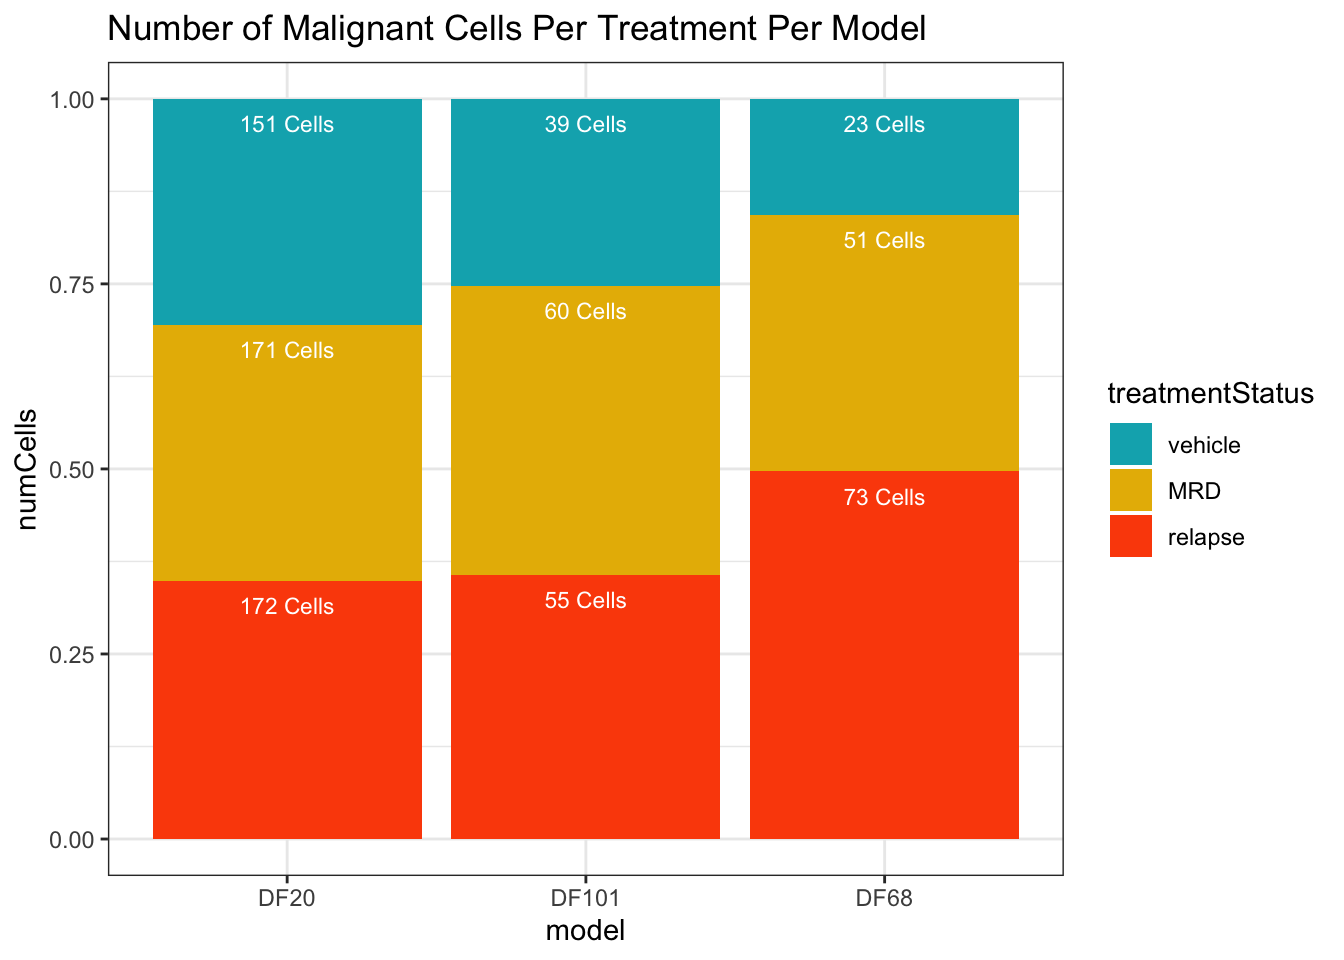 Number of Malignant Cells Per Treatment Per Model
numCells
1.00
0.75
0.50
0.25
0.00
151 Cells
171 Cells
172 Cells
39 Cells
60 Cells
55 Cells
23 Cells
51 Cells
73 Cells
DF20
DF101
DF68
model
treatmentStatus
vehicle
MRD
relapse